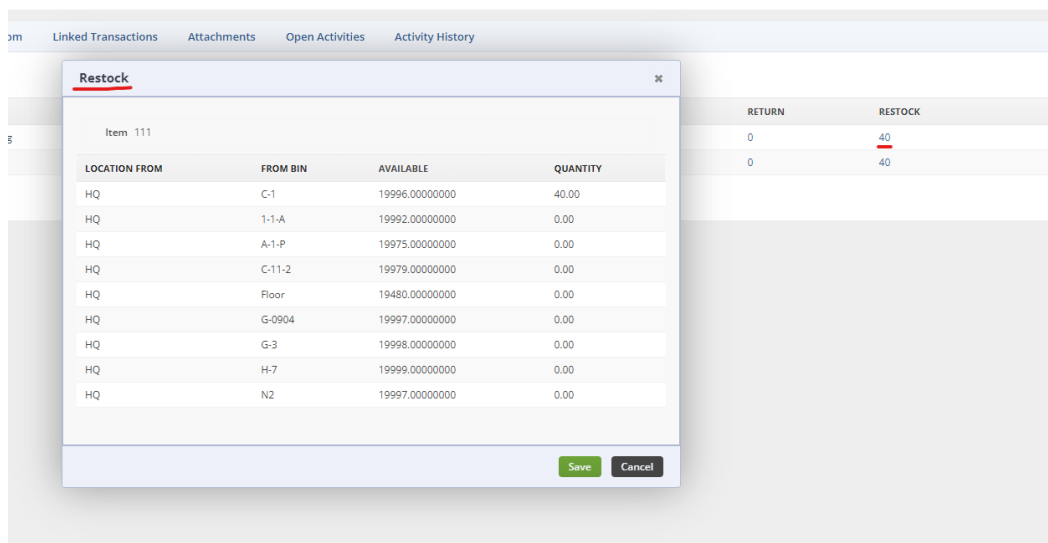 om Linked Transactions Attachments Open Activities Activity History
Restock
RETURN RESTOCK
Item 111
g 0 40
LOCATION FROM FROM BIN AVAILABLE QUANTITY
0 40
HQ C-1 19996.00000000 40.00
HQ 1-1-A 19992.00000000 0.00
HQ A-1-P 19975.00000000 0.00
HQ C-11-2 19979.00000000 0.00
HQ Floor 19480.00000000 0.00
HQ G-0904 19997.00000000 0.00
HQ G-3 19998.00000000 0.00
HQ H-7 19999.00000000 0.00
HQ N2 19997.00000000 0.00
Save Cancel